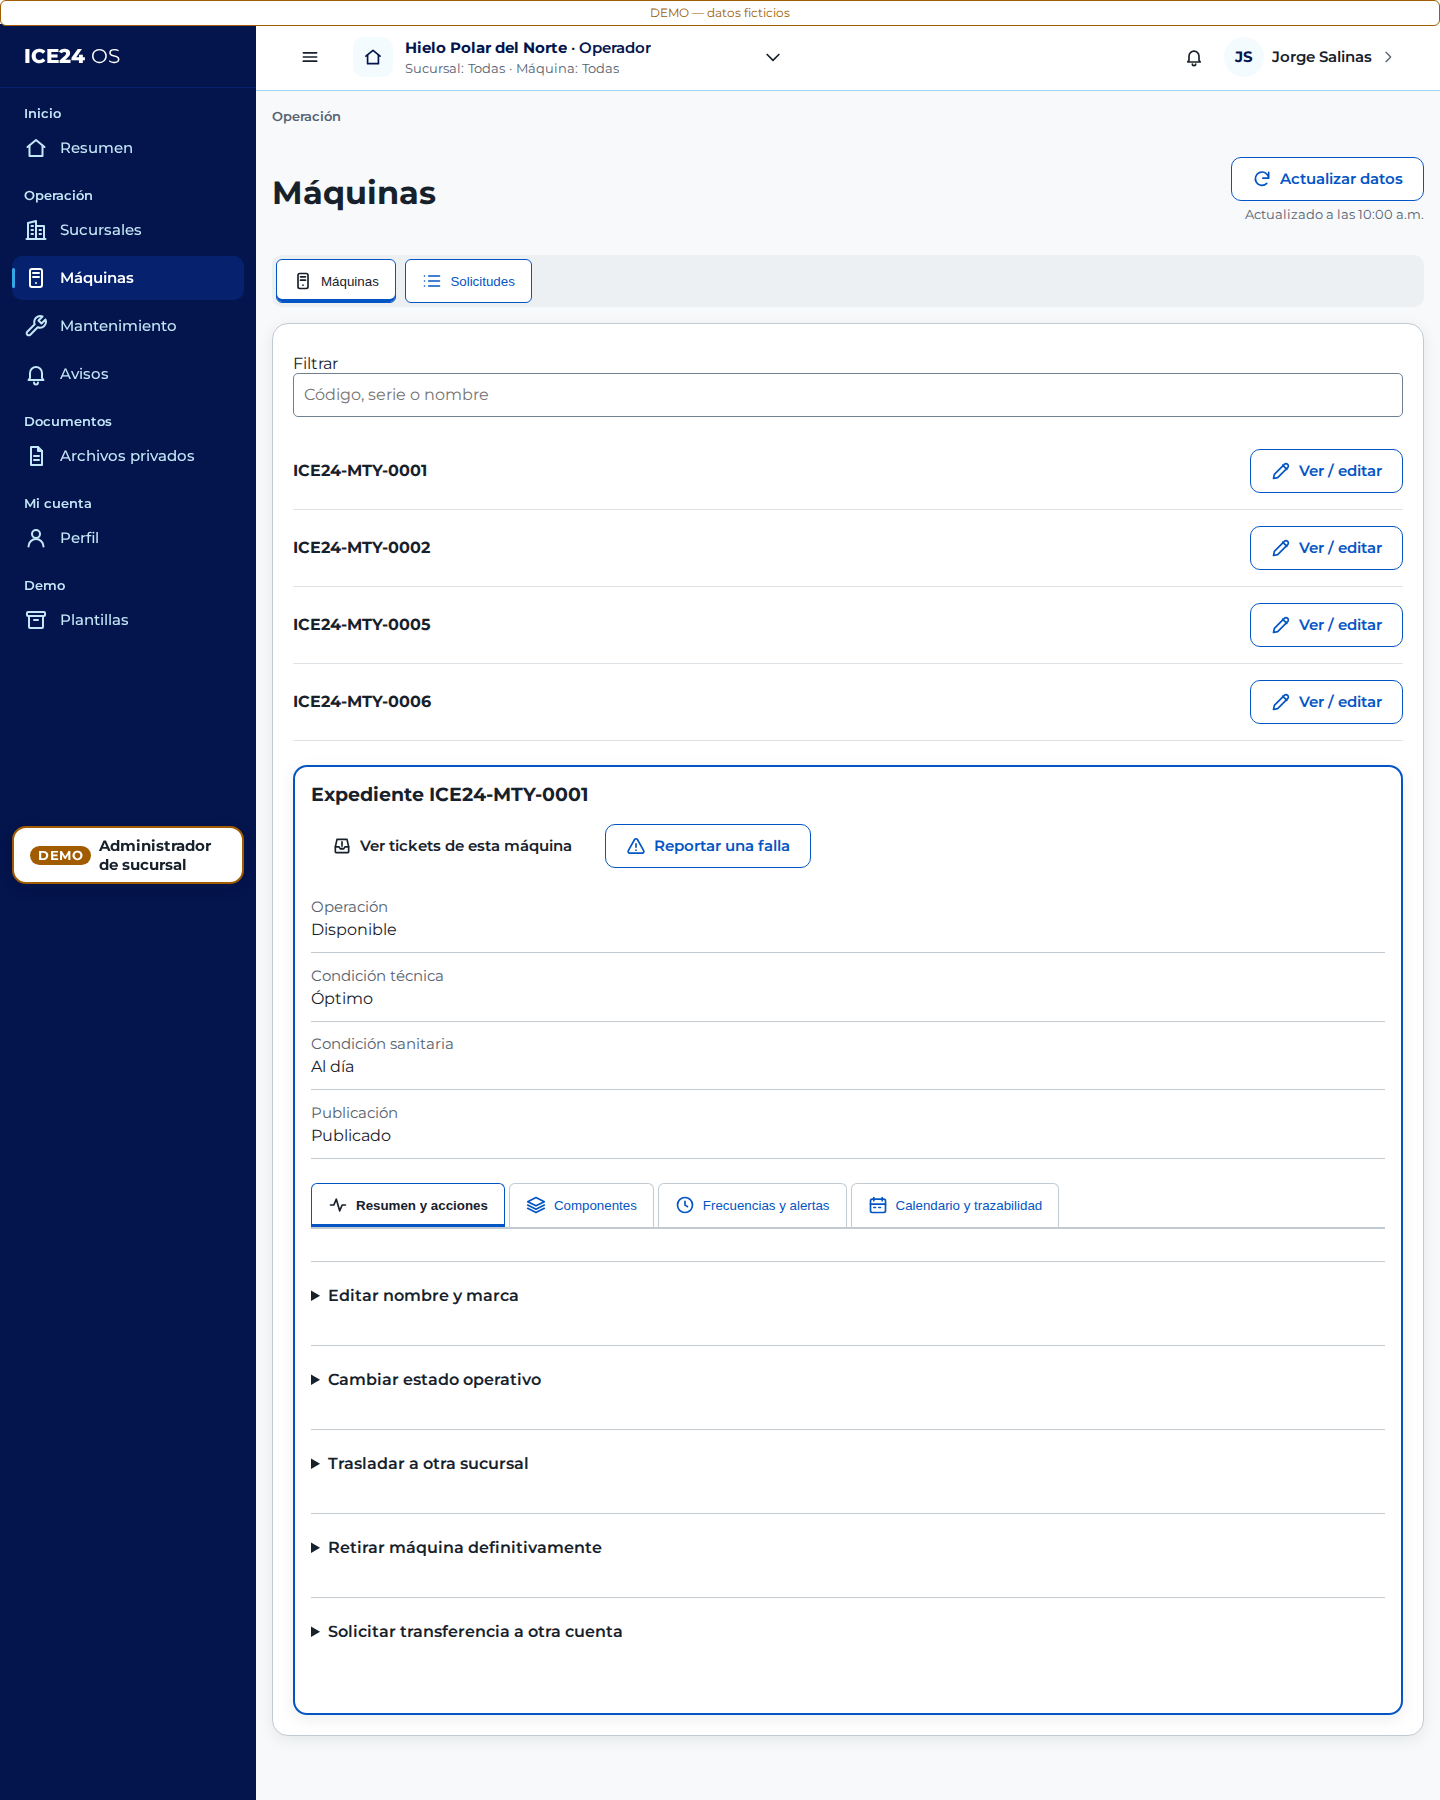 DEMO — datos ficticios
ICE24 OS
Hielo Polar del Norte · Operador
Sucursal: Todas · Máquina: Todas
JS Jorge Salinas
Inicio
Resumen
Operación
Sucursales
Máquinas
Mantenimiento
Avisos
Documentos
Archivos privados
Mi cuenta
Perfil
Demo
Plantillas
DEMO
Administrador
de sucursal
Operación
Máquinas
Actualizar datos
Actualizado a las 10:00 a.m.
Máquinas
Solicitudes
Filtrar
Código, serie o nombre
ICE24-MTY-0001
Ver / editar
ICE24-MTY-0002
Ver / editar
ICE24-MTY-0005
Ver / editar
ICE24-MTY-0006
Ver / editar
Expediente ICE24-MTY-0001
Ver tickets de esta máquina
Reportar una falla
Operación
Disponible
Condición técnica
Óptimo
Condición sanitaria
Al día
Publicación
Publicado
Resumen y acciones
Componentes
Frecuencias y alertas
Calendario y trazabilidad
Editar nombre y marca
Cambiar estado operativo
Trasladar a otra sucursal
Retirar máquina definitivamente
Solicitar transferencia a otra cuenta